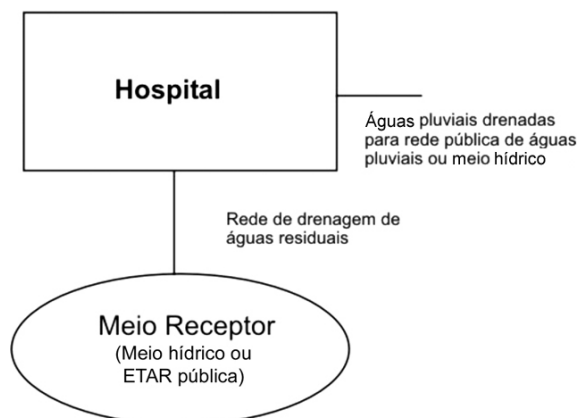 Hospital
Águas pluviais drenadas
para rede pública de águas
pluviais ou meio hídrico
Rede de drenagem de
águas residuais
Meio Receptor
(Meio hídrico ou
ETAR pública)